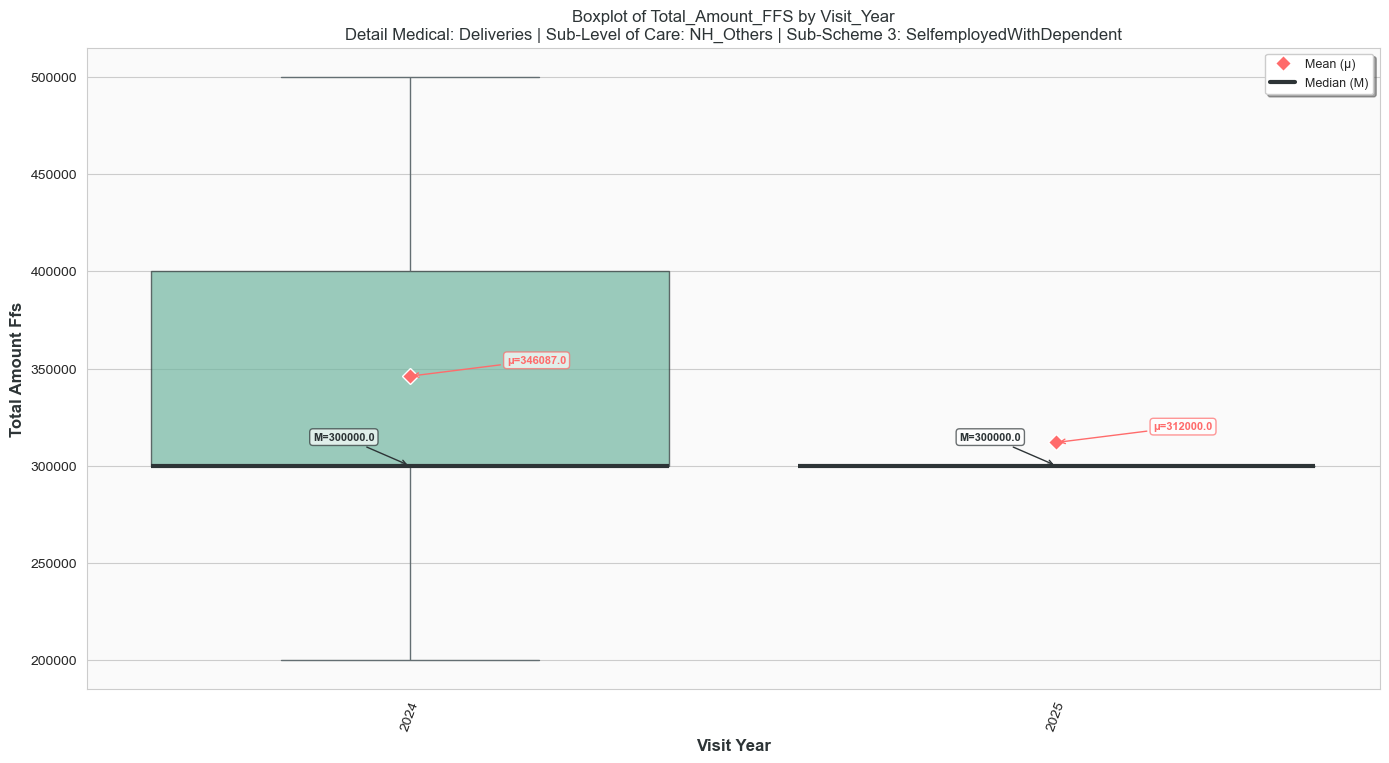 Boxplot of Total_Amount_FFS by Visit_Year
Detail Medical: Deliveries | Sub-Level of Care: NH_Others | Sub-Scheme 3: SelfemployedWithDependent
Mean (μ)
Median (M)
Total Amount Ffs
500000
450000
400000
350000
300000
250000
200000
μ=346087.0
M=300000.0
μ=312000.0
M=300000.0
2024
2025
Visit Year